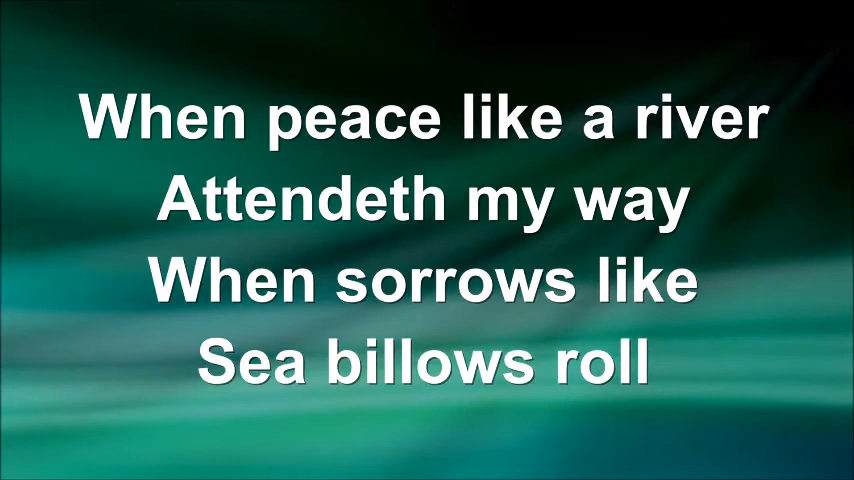 When peace like a river
Attendeth my way
When sorrows like
Sea billows roll